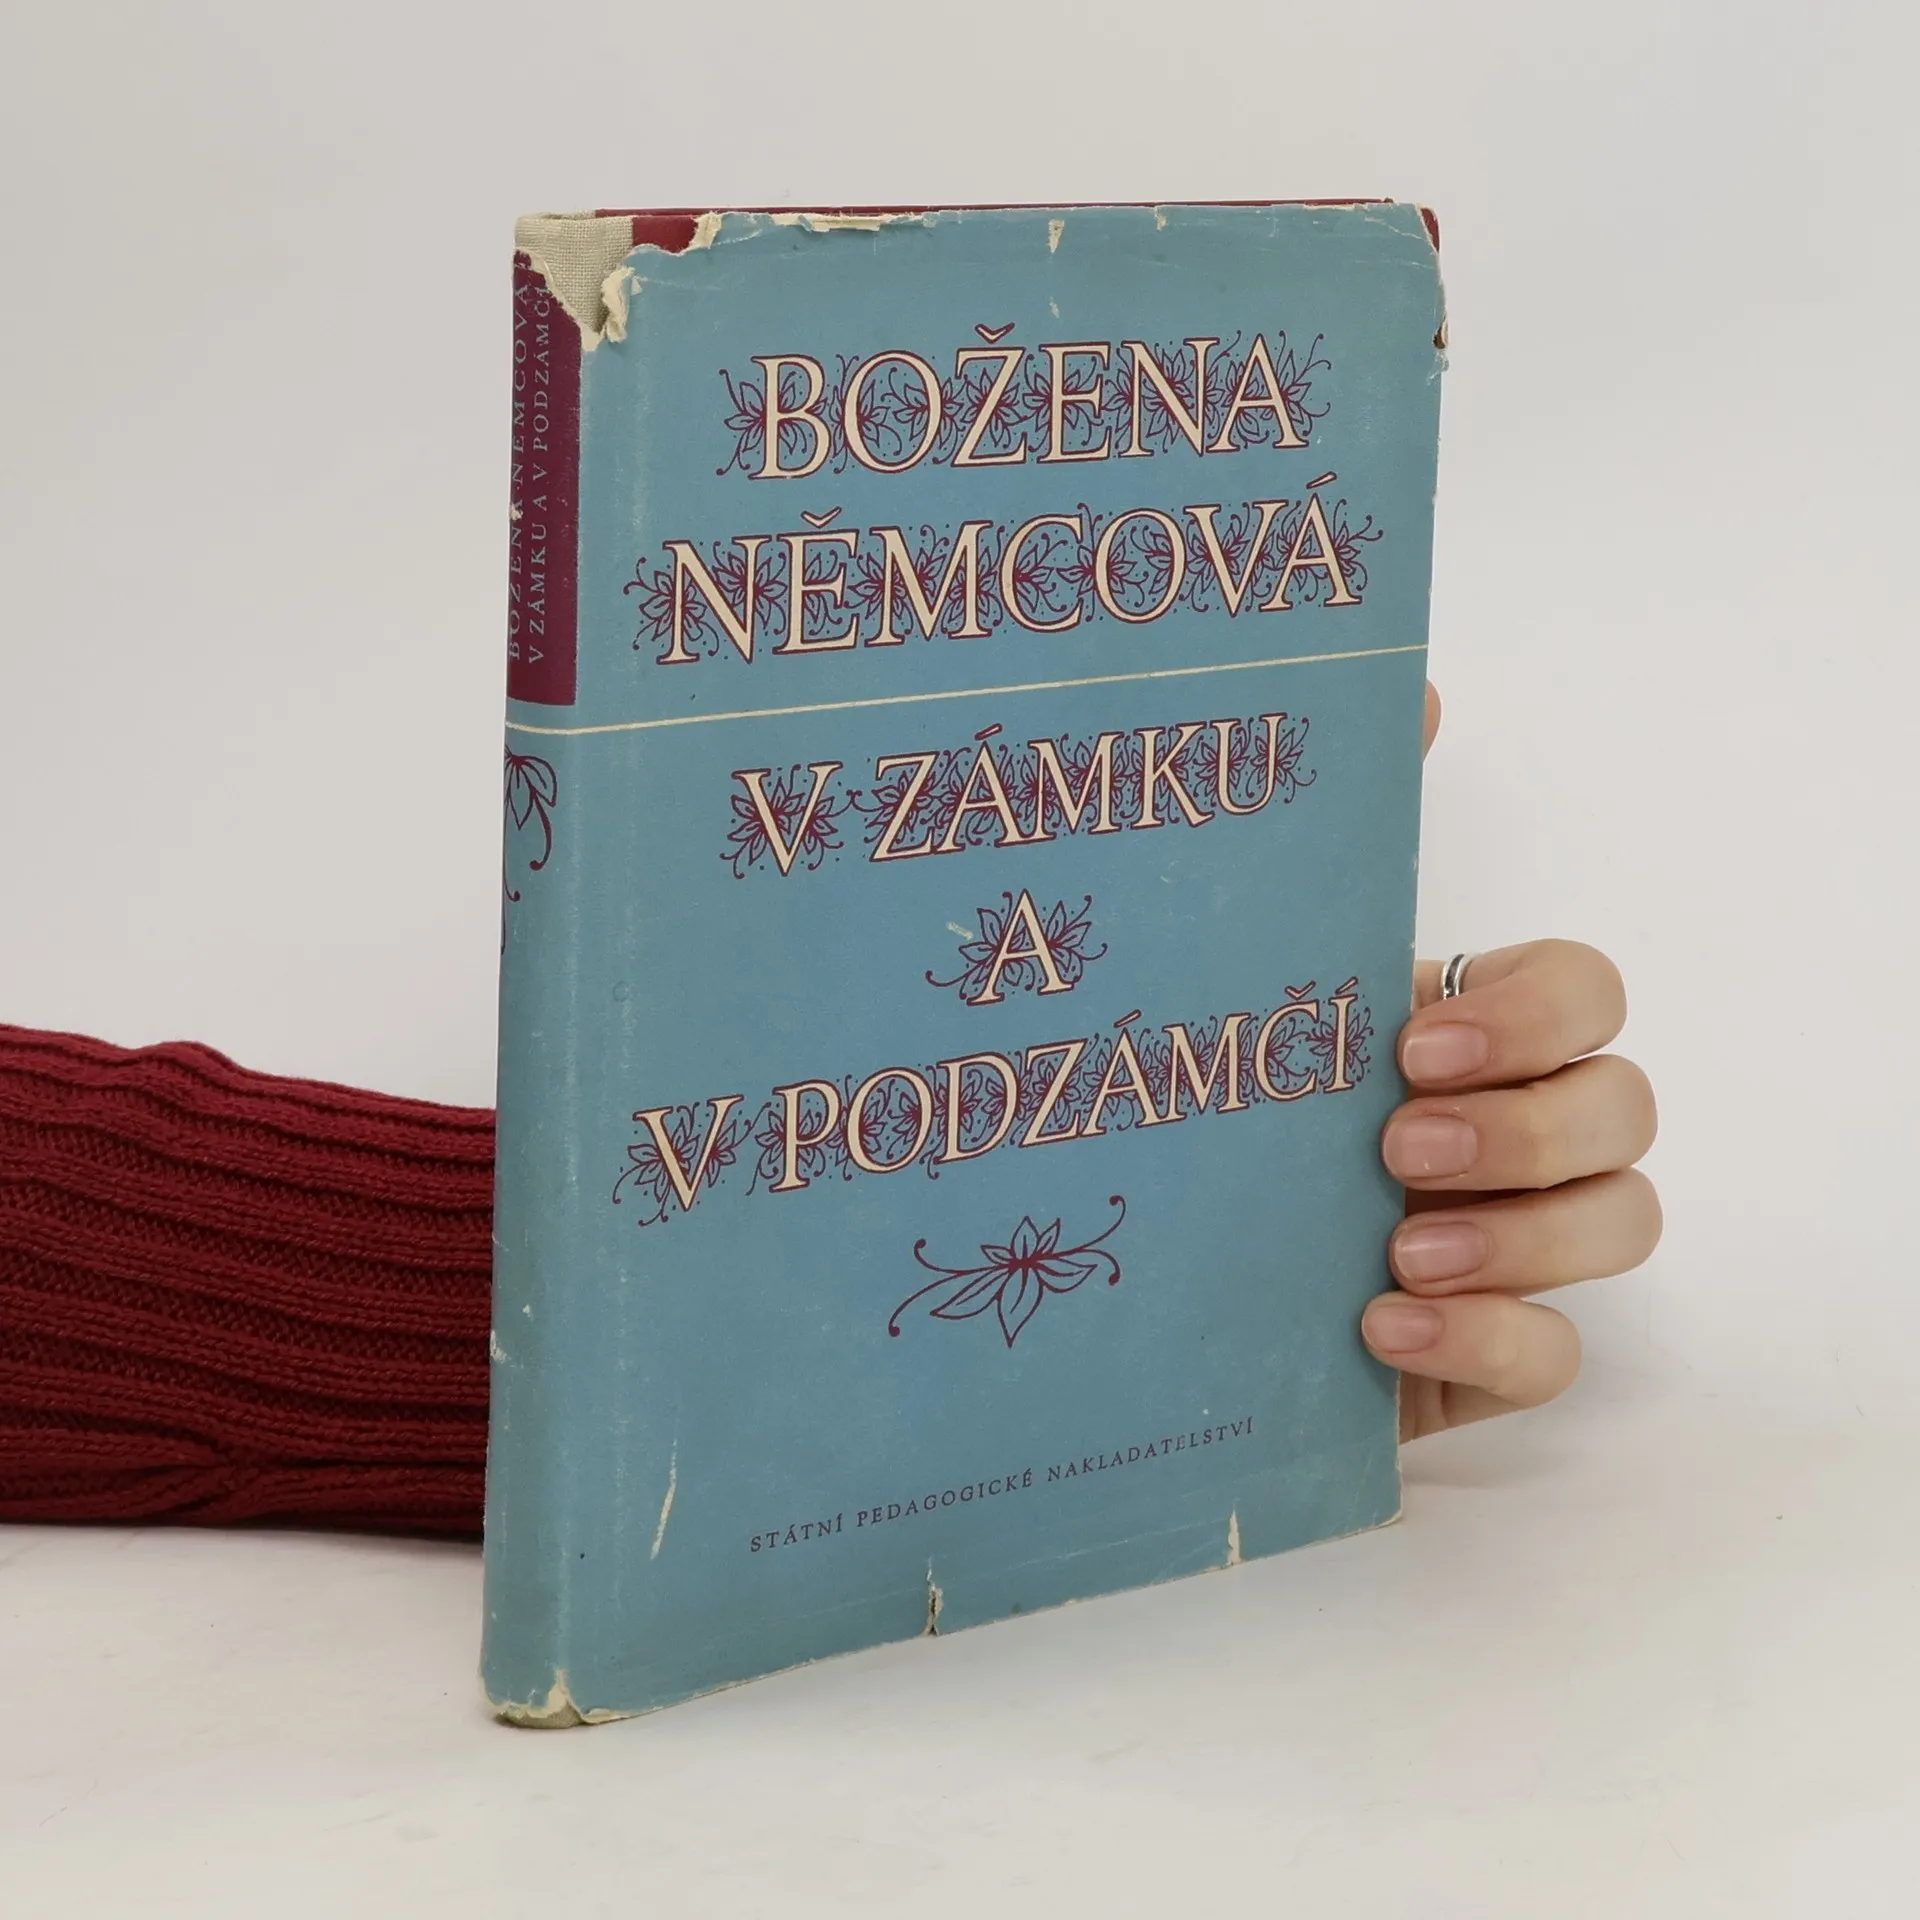 BOŽENA NĚMCOVÁ
V ZÁMKU A V PODZÁMČÍ
BOŽENA
NĚMCOVÁ
V ZÁMKU
A
V PODZÁMČÍ
STÁTNÍ PEDAGOGICKÉ NAKLADATELSTVÍ